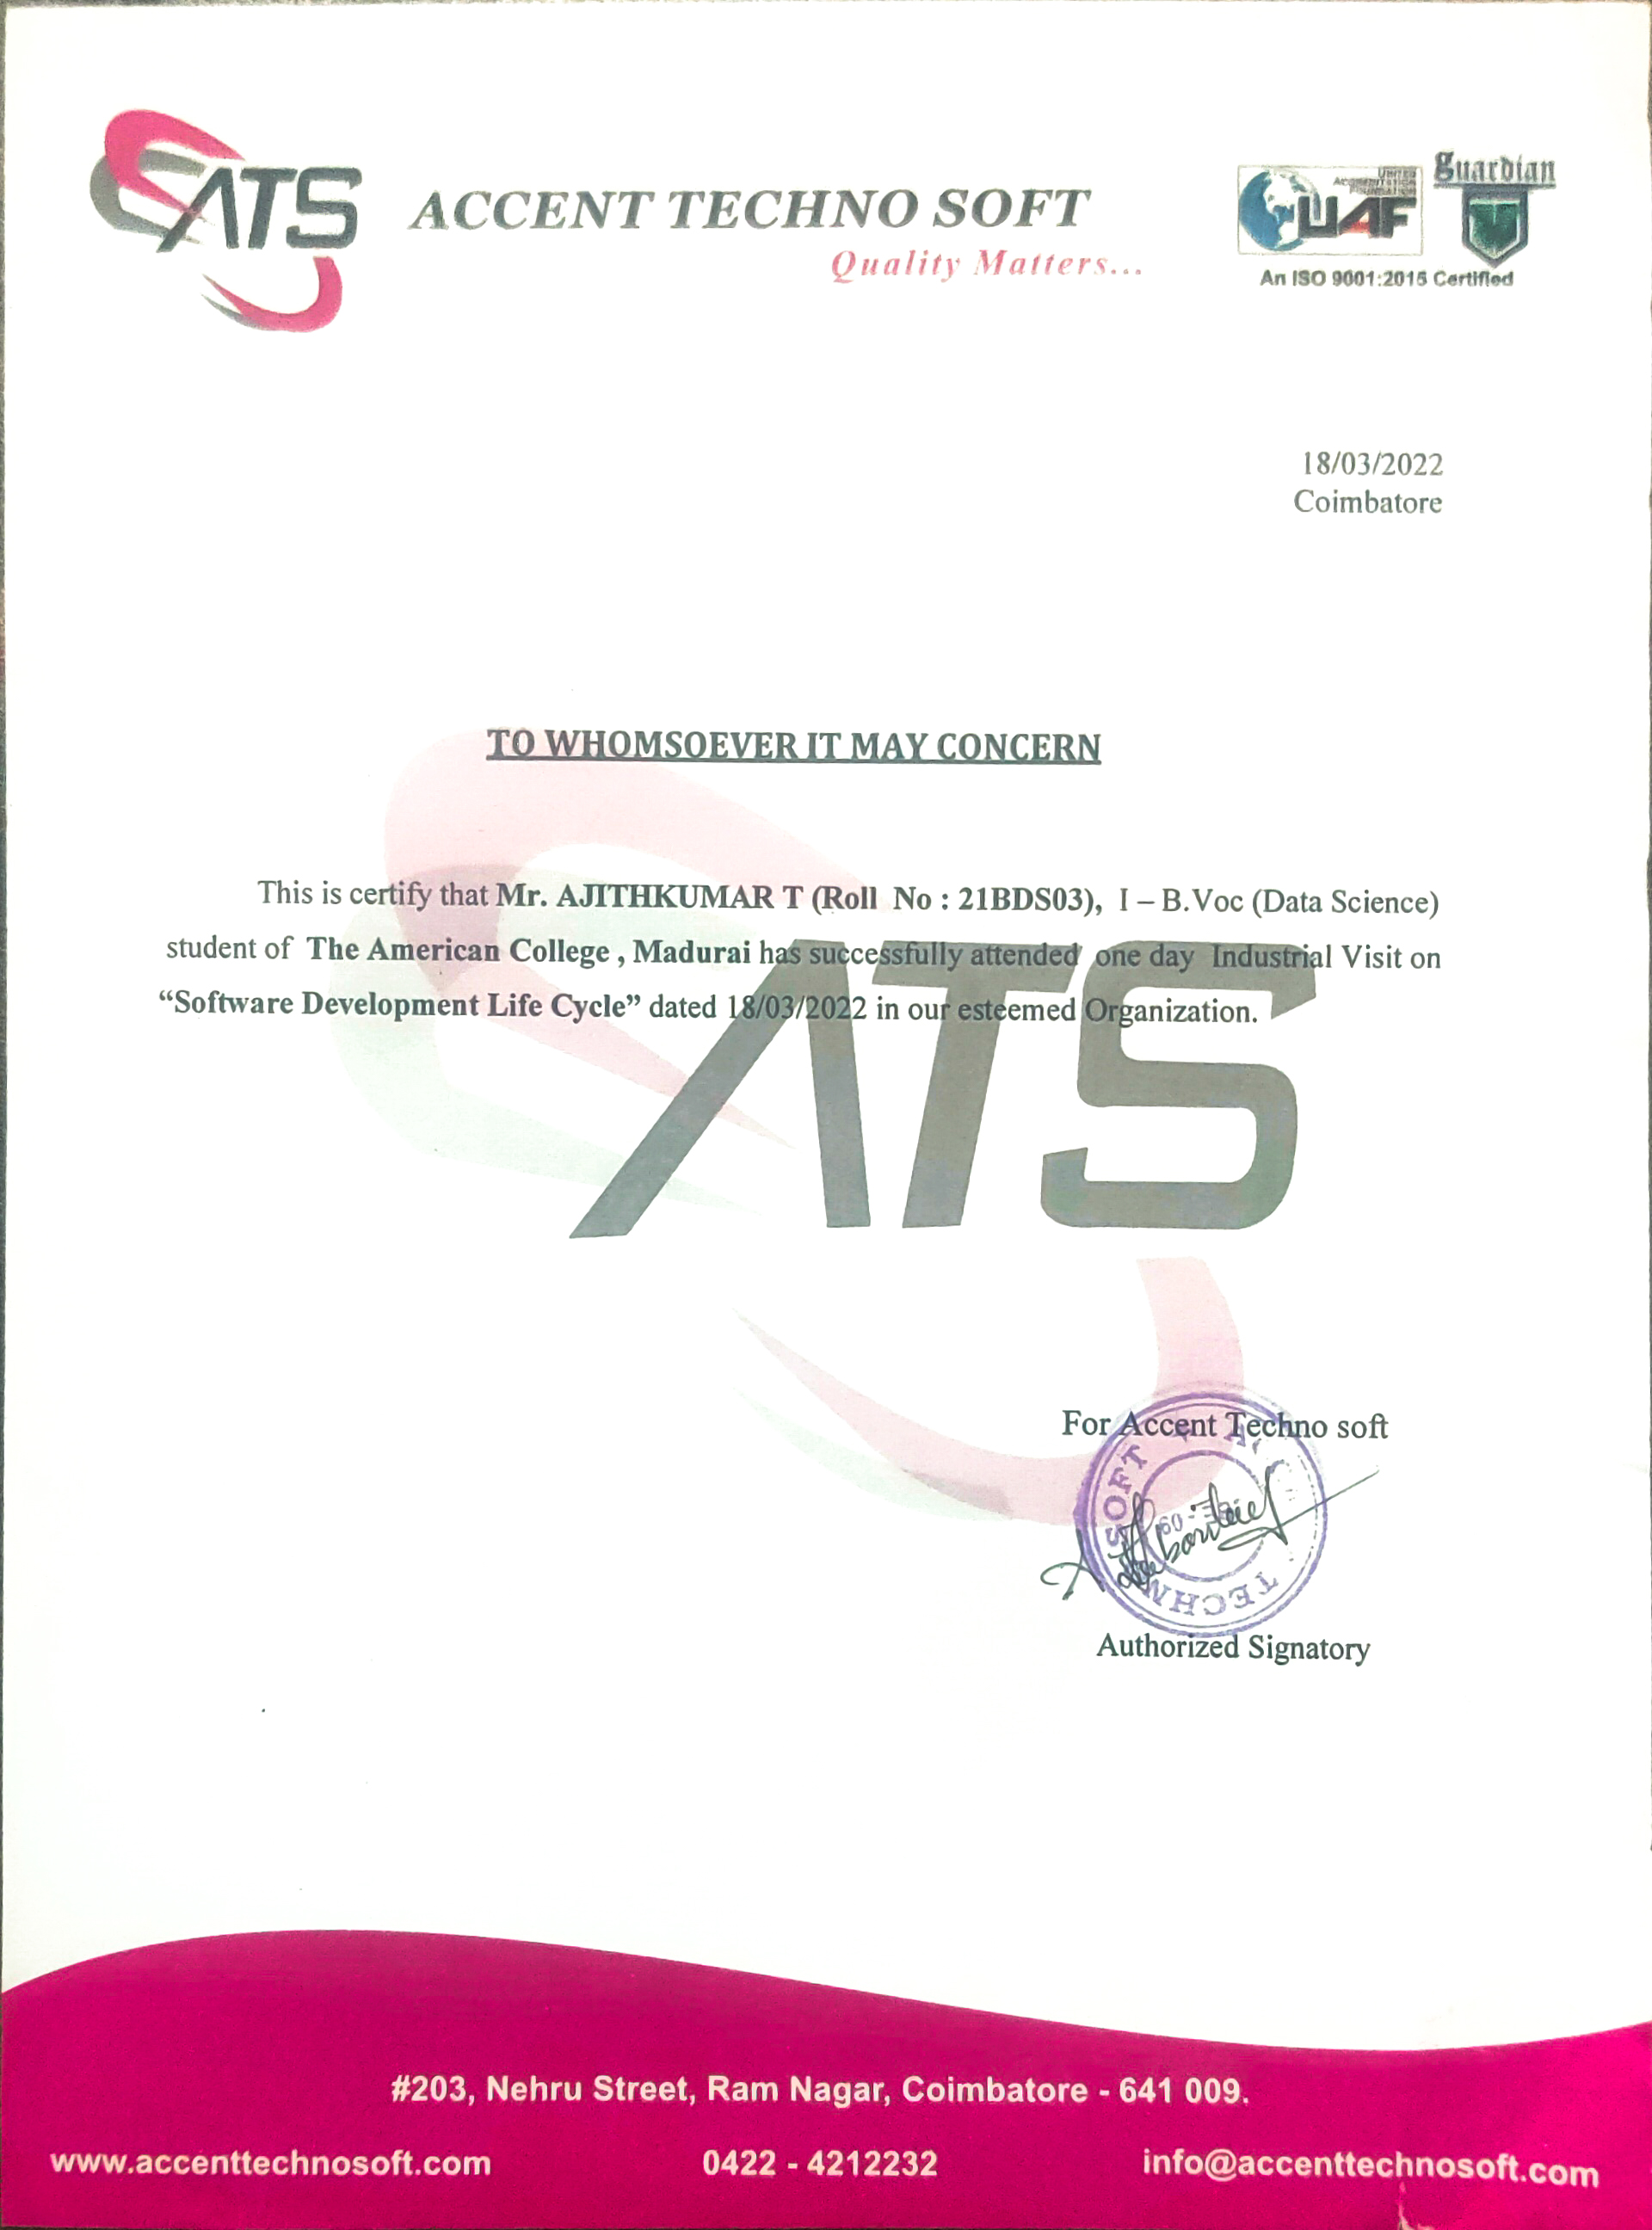 ATS
ACCENT TECHNO SOFT
Quality Matters...
UNITED
ACCREDITATION
FOUNDATION
UAF
Guardian
An ISO 9001:2015 Certified
18/03/2022
Coimbatore
TO WHOMSOEVER IT MAY CONCERN
This is certify that Mr. AJITHKUMAR T (Roll No : 21BDS03), I – B.Voc (Data Science)
student of The American College , Madurai has successfully attended one day Industrial Visit on
“Software Development Life Cycle” dated 18/03/2022 in our esteemed Organization.
ATS
For Accent Techno soft
SOFT
Authorized Signatory
#203, Nehru Street, Ram Nagar, Coimbatore - 641 009.
www.accenttechnosoft.com 0422 - 4212232 info@accenttechnosoft.com